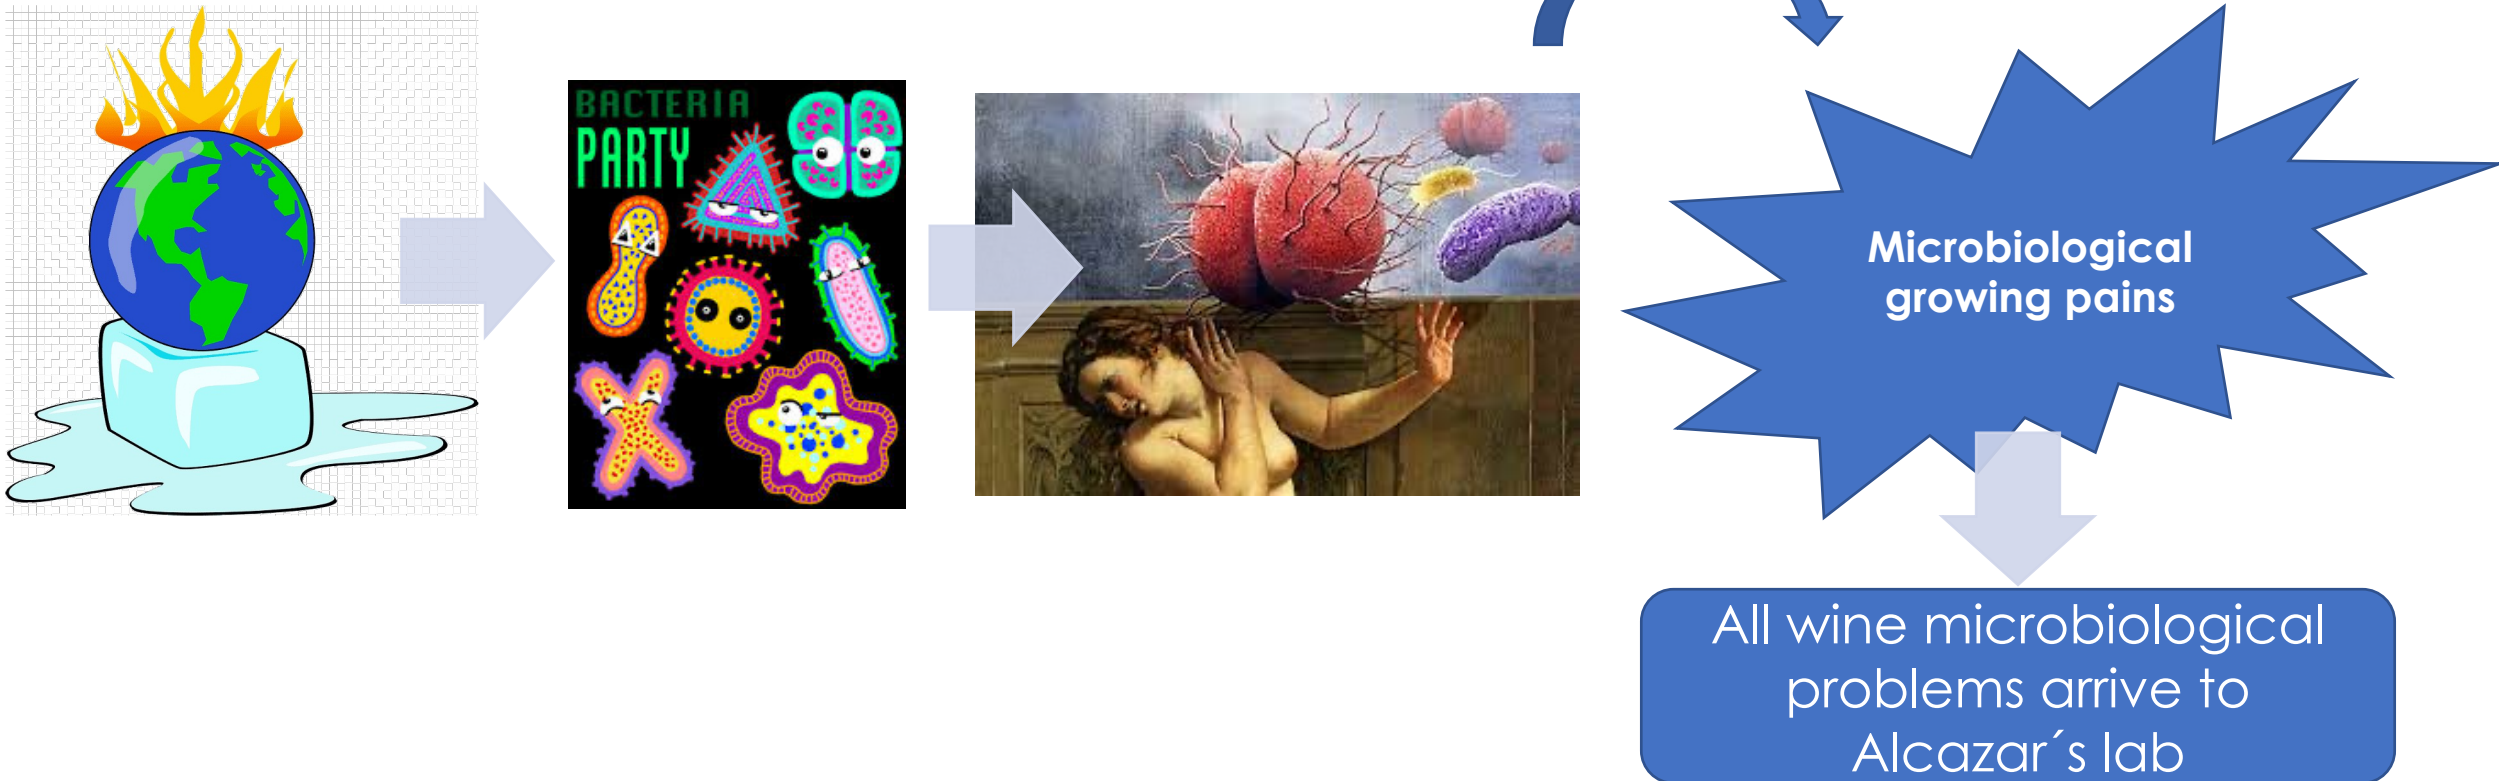 BACTERIA
PARTY
Microbiological
growing pains
All wine microbiological
problems arrive to
Alcazar´s lab